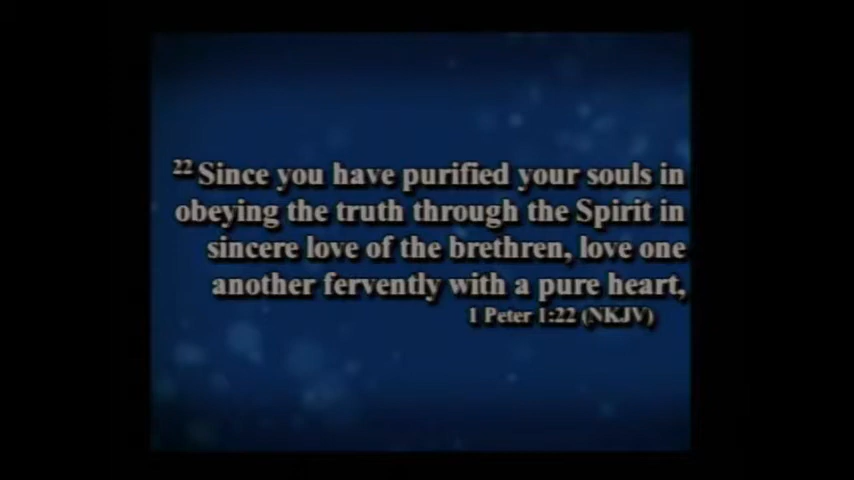 22 Since you have purified your souls in
obeying the truth through the Spirit in
sincere love of the brethren, love one
another fervently with a pure heart,
1 Peter 1:22 (NKJV)